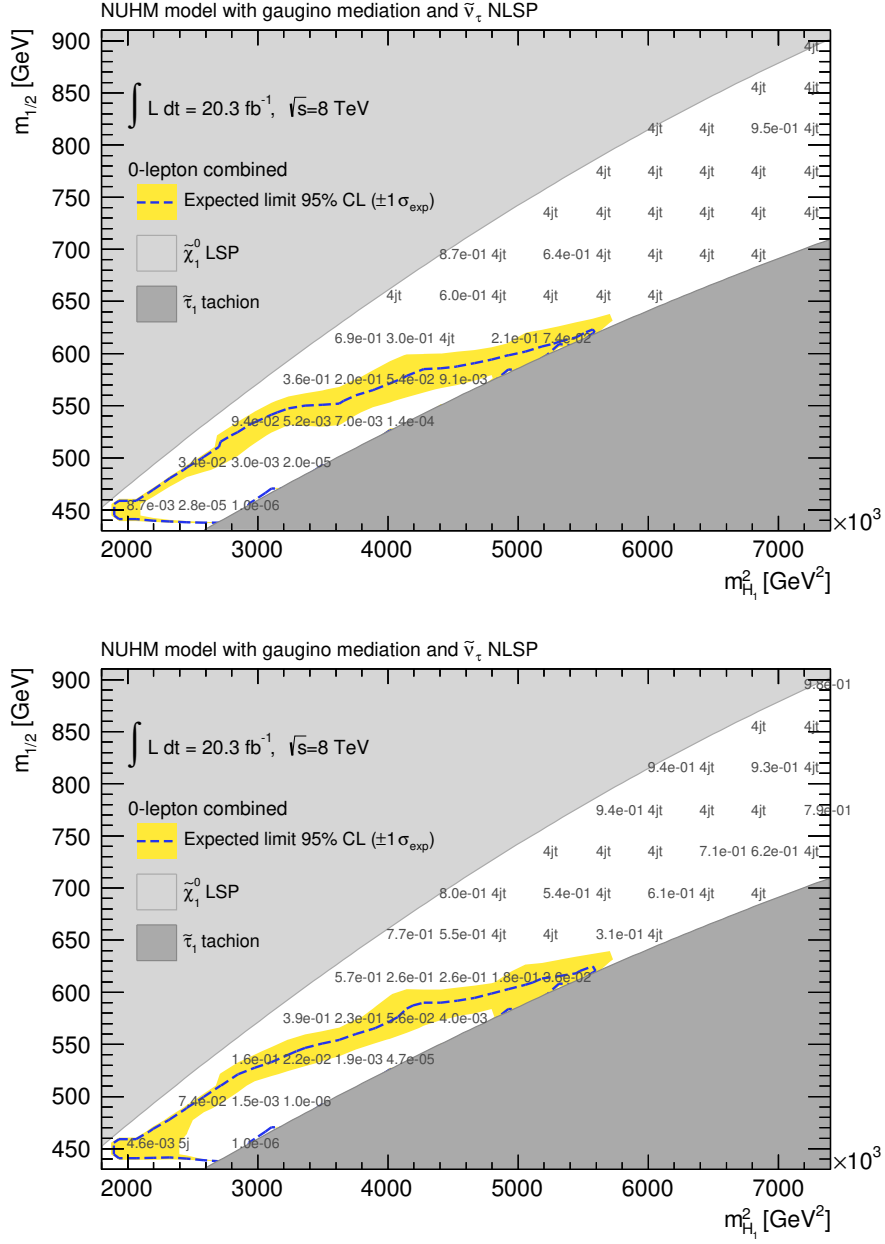 NUHM model with gaugino mediation and ν̃τ NLSP
m1/2 [GeV]
900
4jt
850
4jt 4jt
∫ L dt = 20.3 fb-1, √s=8 TeV
4jt 4jt 9.5e-01 4jt
800
0-lepton combined
4jt 4jt 4jt 4jt 4jt
750
Expected limit 95% CL (±1 σexp)
4jt 4jt 4jt 4jt 4jt 4jt
700
8.7e-01 4jt 6.4e-01 4jt 4jt 4jt 4jt
χ̃01 LSP
650
4jt 6.0e-01 4jt 4jt 4jt 4jt
τ̃1 tachion
6.9e-01 3.0e-01 4jt 2.1e-01 7.4e-02
600
3.6e-01 2.0e-01 5.4e-02 9.1e-03
550
9.4e-02 5.2e-03 7.0e-03 1.4e-04
500
3.4e-02 3.0e-03 2.0e-05
450
8.7e-03 2.8e-05 1.0e-06
2000 3000 4000 5000 6000 7000 ×10³
m2H1 [GeV2]
NUHM model with gaugino mediation and ν̃τ NLSP
m1/2 [GeV]
900
9.8e-01
850
4jt 4jt
∫ L dt = 20.3 fb-1, √s=8 TeV
9.4e-01 4jt 9.3e-01 4jt
800
0-lepton combined
9.4e-01 4jt 4jt 4jt 7.9e-01
750
Expected limit 95% CL (±1 σexp)
4jt 4jt 4jt 7.1e-01 6.2e-01 4jt
700
8.0e-01 4jt 5.4e-01 4jt 6.1e-01 4jt 4jt
χ̃01 LSP
650
7.7e-01 5.5e-01 4jt 4jt 3.1e-01 4jt
τ̃1 tachion
5.7e-01 2.6e-01 2.6e-01 1.8e-01 3.6e-02
600
3.9e-01 2.3e-01 5.6e-02 4.0e-03
550
1.6e-01 2.2e-02 1.9e-03 4.7e-05
500
7.4e-02 1.5e-03 1.0e-06
450
4.6e-03 5j 1.0e-06
2000 3000 4000 5000 6000 7000 ×10³
m2H1 [GeV2]